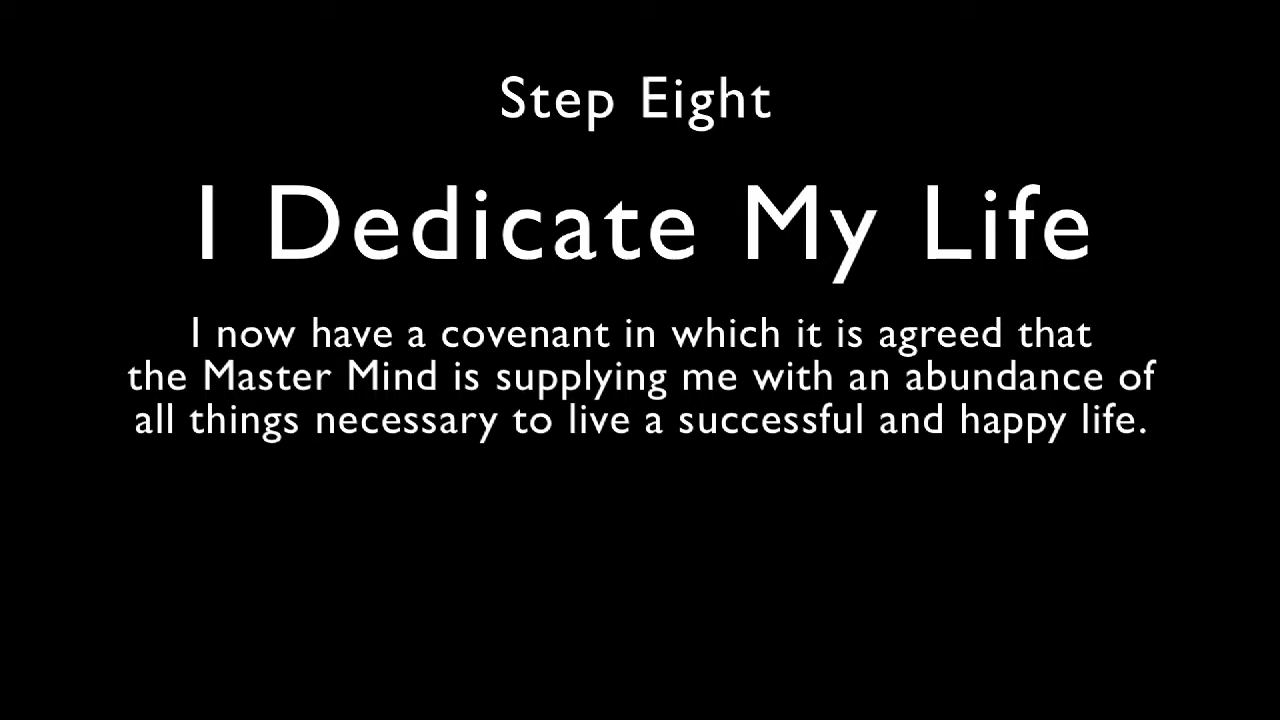 Step Eight
I Dedicate My Life
I now have a covenant in which it is agreed that
the Master Mind is supplying me with an abundance of
all things necessary to live a successful and happy life.